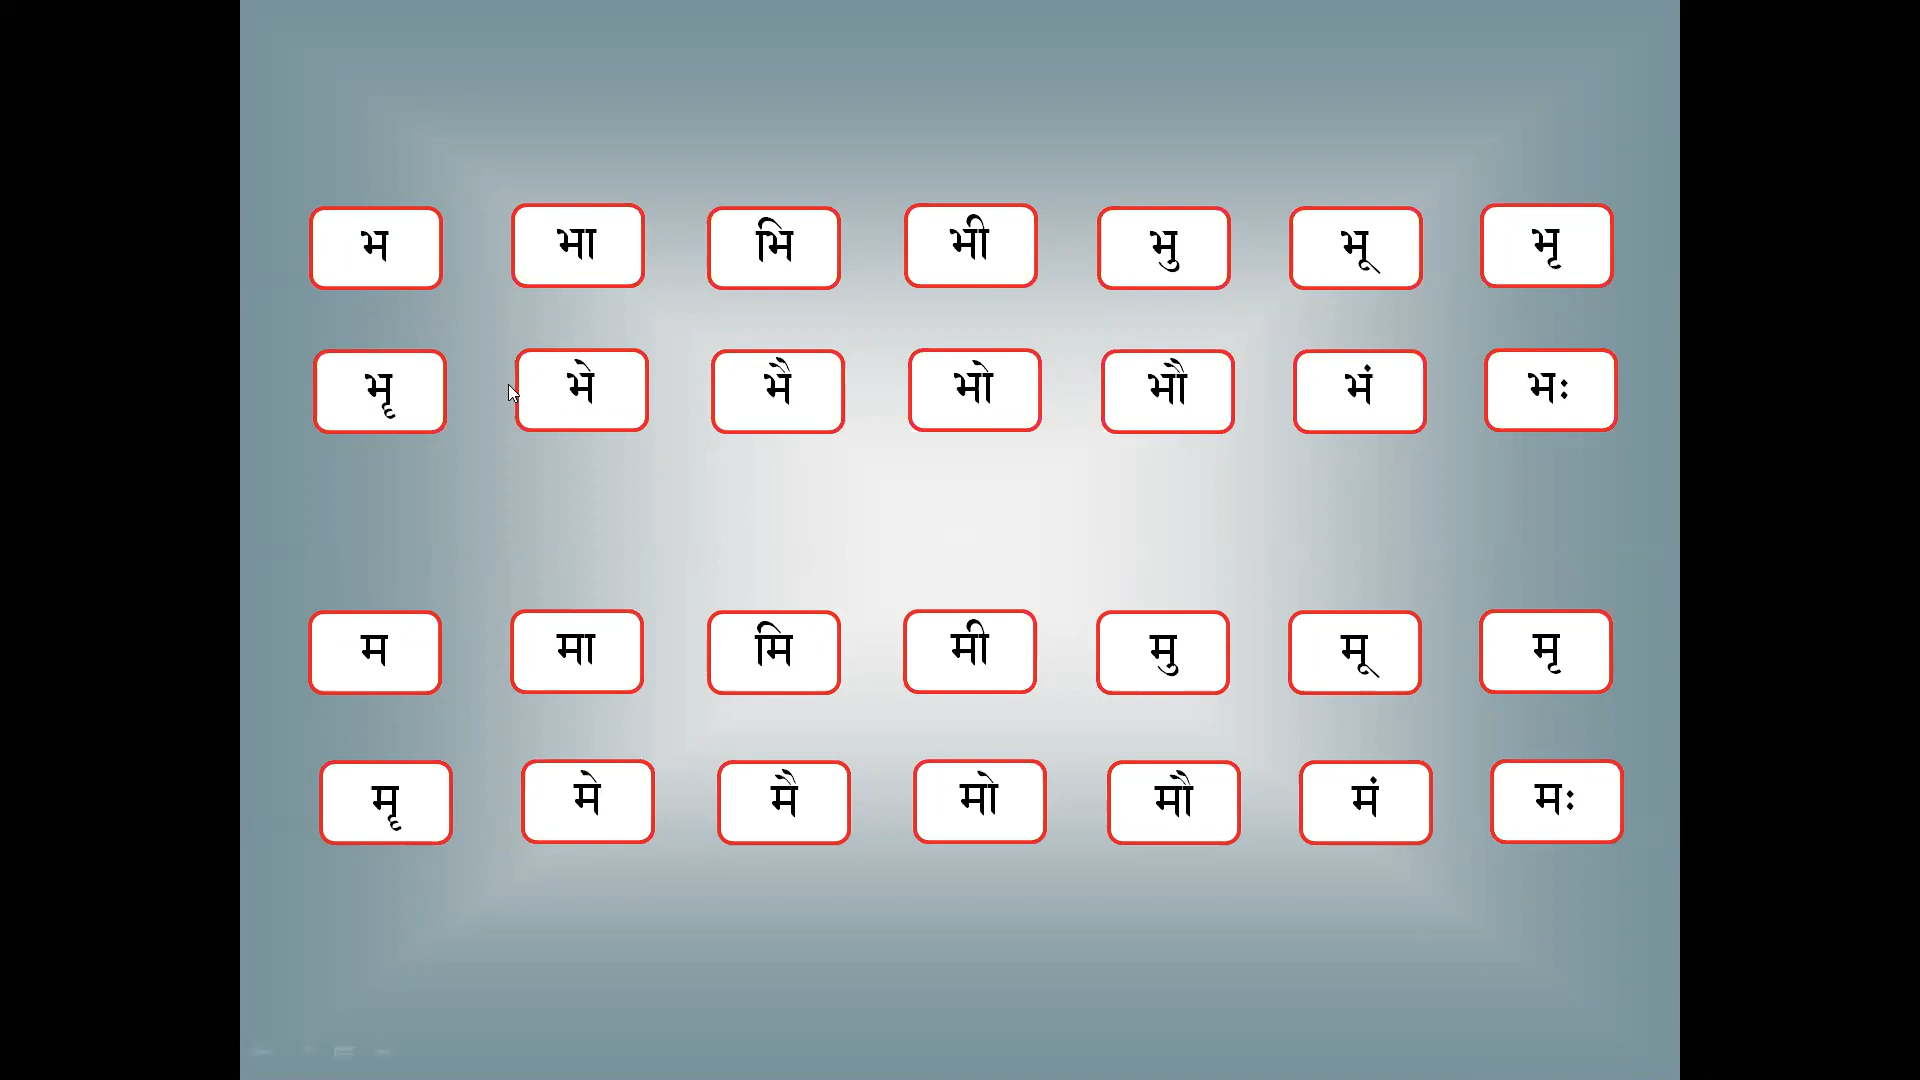 भ भा भि भी भु भू भृ
भॄ भे भै भो भौ भं भः
म मा मि मी मु मू मृ
मॄ मे मै मो मौ मं मः